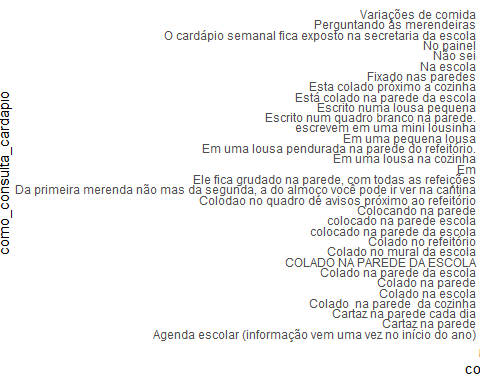 Variações de comida
Perguntando às merendeiras
O cardápio semanal fica exposto na secretaria da escola
No painel
Não sei
Na escola
Fixado nas paredes
Esta colado próximo a cozinha
Está colado na parede da escola
Escrito numa lousa pequena
Escrito num quadro branco na parede.
escrevem em uma mini lousinha
Em uma pequena lousa
Em uma lousa pendurada na parede do refeitório.
Em uma lousa na cozinha
Em
Ele fica grudado na parede, com todas as refeições
Da primeira merenda não mas da segunda, a do almoço você pode ir ver na cantina
Colodao no quadro de avisos próximo ao refeitório
Colocando na parede
colocado na parede escola
colocado na parede da escola
Colado no refeitório
Colado no mural da escola
COLADO NA PAREDE DA ESCOLA
Colado na parede da escola
Colado na parede
Colado na escola
Colado na parede da cozinha
Cartaz na parede cada dia
Cartaz na parede
Agenda escolar (informação vem uma vez no início do ano)
como_consulta_cardapio
co